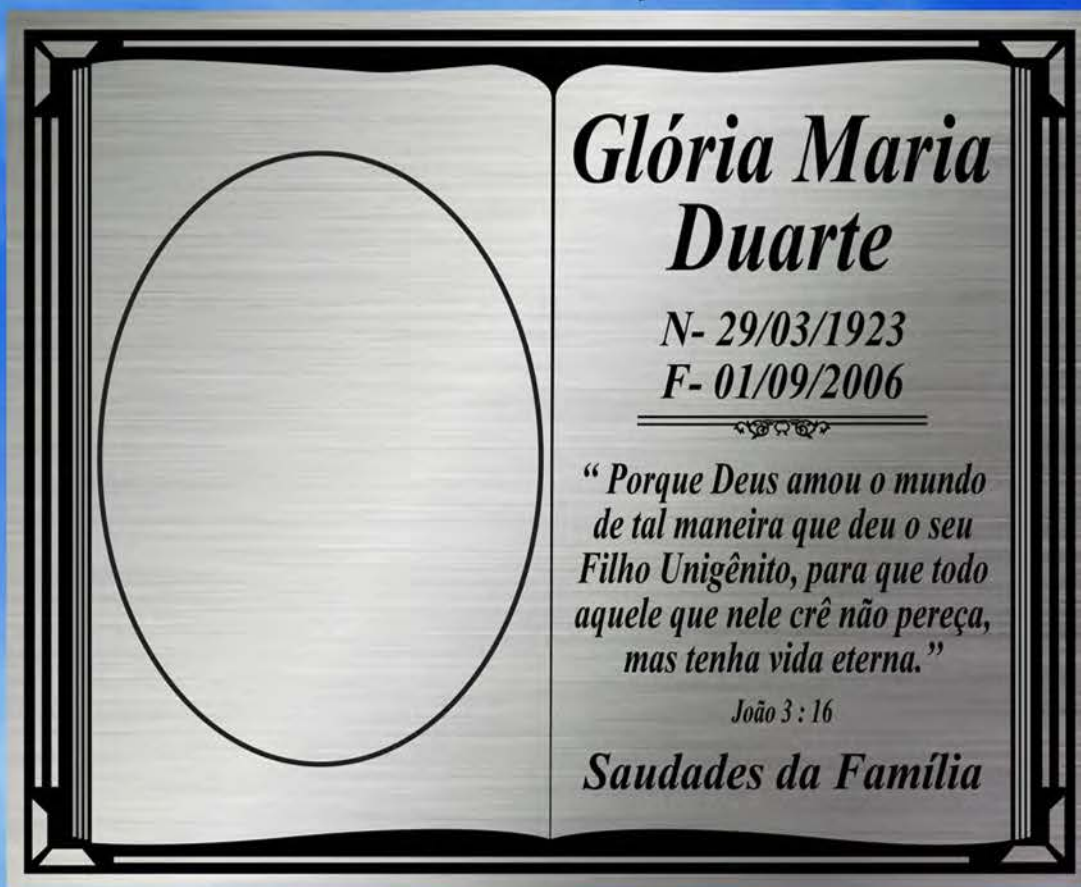 Glória Maria
Duarte
N- 29/03/1923
F- 01/09/2006
“ Porque Deus amou o mundo
de tal maneira que deu o seu
Filho Unigênito, para que todo
aquele que nele crê não pereça,
mas tenha vida eterna.”
João 3 : 16
Saudades da Família